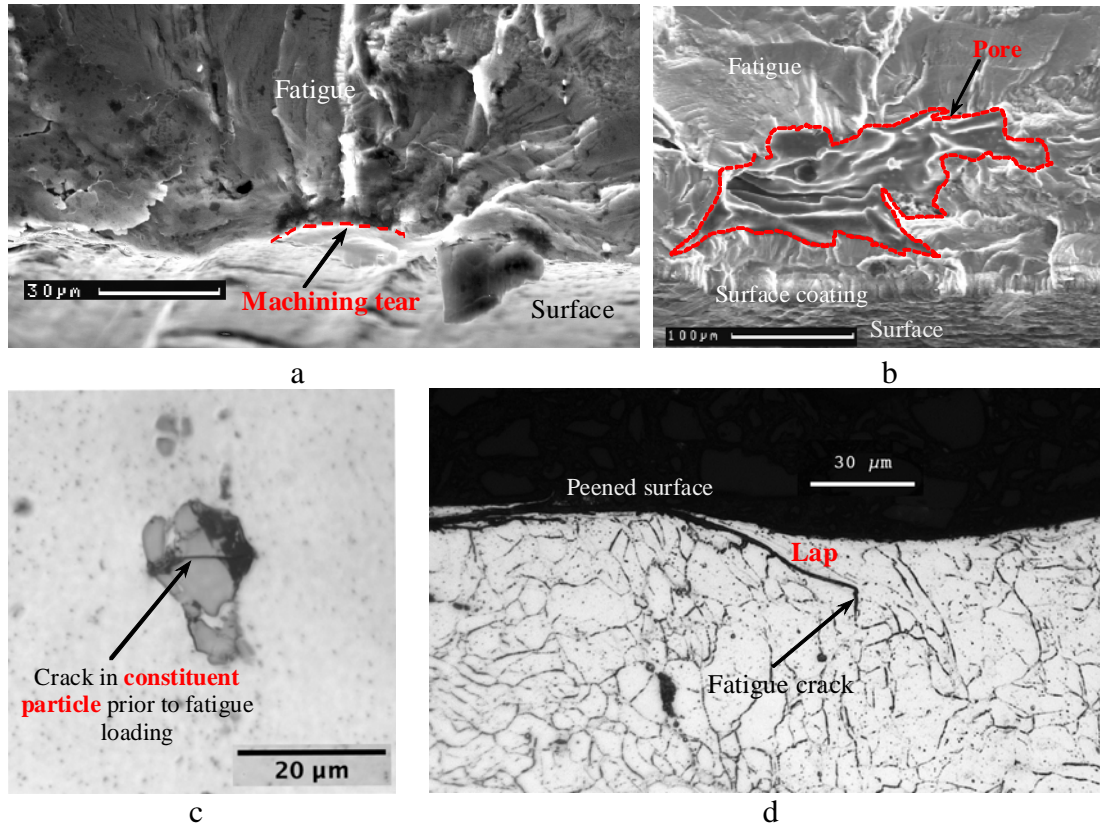 Fatigue
30µm
Machining tear
Surface
a
Pore
Fatigue
Surface coating
Surface
100µm
b
Crack in constituent
particle prior to fatigue
loading
20 µm
c
30 µm
Peened surface
Lap
Fatigue crack
d